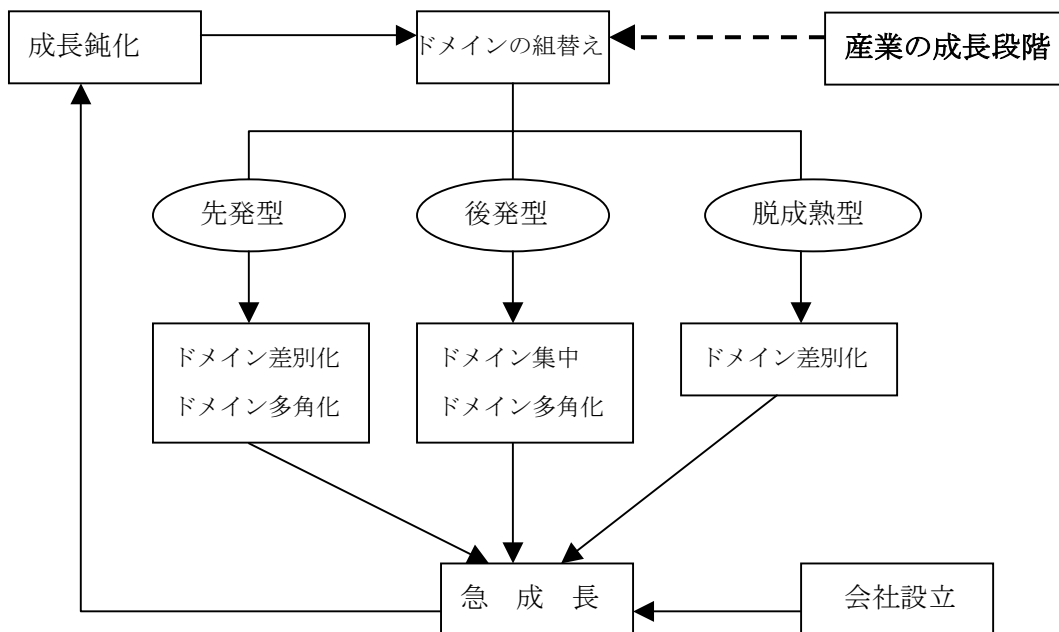 成長鈍化
ドメインの組替え
産業の成長段階
先発型
後発型
脱成熟型
ドメイン差別化
ドメイン多角化
ドメイン集中
ドメイン多角化
ドメイン差別化
急 成 長
会社設立